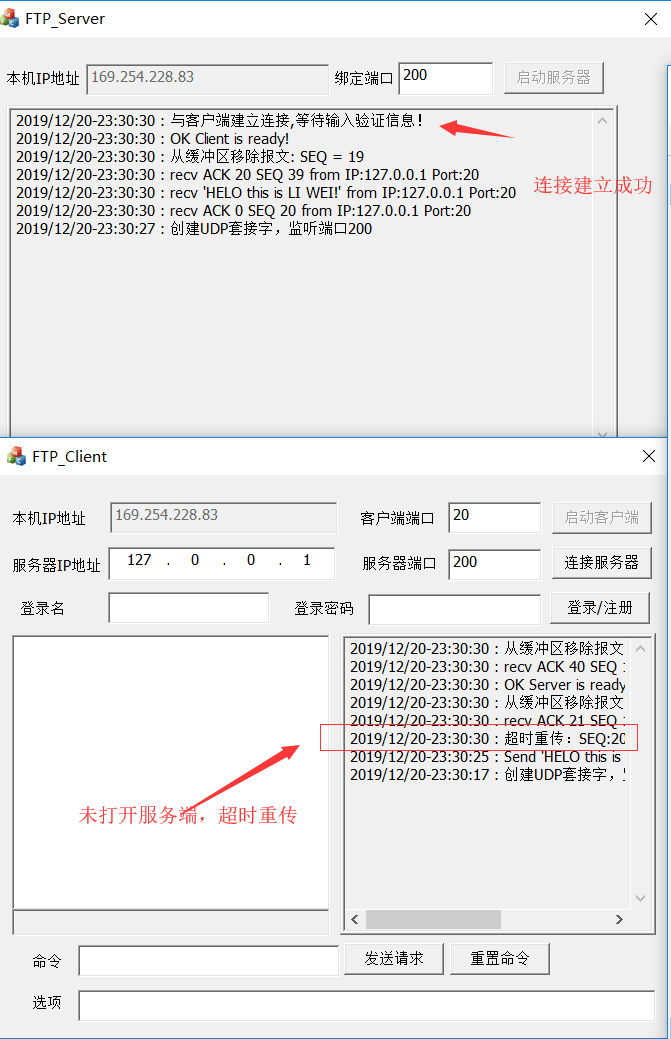 FTP_Server
本机IP地址 169.254.228.83 绑定端口 200 启动服务器
2019/12/20-23:30:30 : 与客户端建立连接,等待输入验证信息!
2019/12/20-23:30:30 : OK Client is ready!
2019/12/20-23:30:30 : 从缓冲区移除报文: SEQ = 19
连接建立成功
2019/12/20-23:30:30 : recv ACK 20 SEQ 39 from IP:127.0.0.1 Port:20
2019/12/20-23:30:30 : recv 'HELO this is LI WEI!' from IP:127.0.0.1 Port:20
2019/12/20-23:30:30 : recv ACK 0 SEQ 20 from IP:127.0.0.1 Port:20
2019/12/20-23:30:27 : 创建UDP套接字，监听端口200
FTP_Client
本机IP地址 169.254.228.83 客户端端口 20 启动客户端
服务器IP地址 127 . 0 . 0 . 1 服务器端口 200 连接服务器
登录名 登录密码 登录/注册
2019/12/20-23:30:30 : 从缓冲区移除报文
2019/12/20-23:30:30 : recv ACK 40 SEQ
2019/12/20-23:30:30 : OK Server is ready
2019/12/20-23:30:30 : 从缓冲区移除报文
2019/12/20-23:30:30 : recv ACK 21 SEQ
2019/12/20-23:30:30 : 超时重传：SEQ:20
2019/12/20-23:30:25 : Send 'HELO this is
2019/12/20-23:30:17 : 创建UDP套接字，
未打开服务端，超时重传
命令 发送请求 重置命令
选项